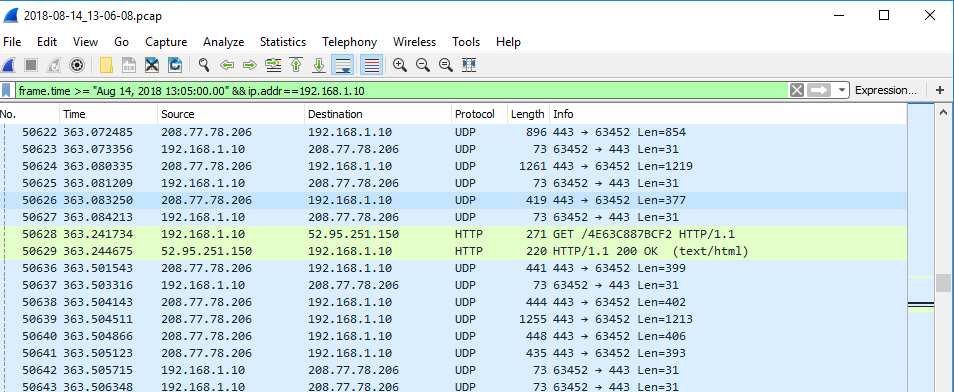 2018-08-14_13-06-08.pcap
File Edit View Go Capture Analyze Statistics Telephony Wireless Tools Help
frame.time >= "Aug 14, 2018 13:05:00.00" &&ip.addr==192.168.1.10 Expression… +
No. Time Source Destination Protocol Length Info
50622 363.072485 208.77.78.206 192.168.1.10 UDP 896 443 → 63452 Len=854
50623 363.073356 192.168.1.10 208.77.78.206 UDP 73 63452 → 443 Len=31
50624 363.080335 208.77.78.206 192.168.1.10 UDP 1261 443 → 63452 Len=1219
50625 363.081209 192.168.1.10 208.77.78.206 UDP 73 63452 → 443 Len=31
50626 363.083250 208.77.78.206 192.168.1.10 UDP 419 443 → 63452 Len=377
50627 363.084213 192.168.1.10 208.77.78.206 UDP 73 63452 → 443 Len=31
50628 363.241734 192.168.1.10 52.95.251.150 HTTP 271 GET /4E63C887BCF2 HTTP/1.1
50629 363.244675 52.95.251.150 192.168.1.10 HTTP 220 HTTP/1.1 200 OK (text/html)
50636 363.501543 208.77.78.206 192.168.1.10 UDP 441 443 → 63452 Len=399
50637 363.503316 192.168.1.10 208.77.78.206 UDP 73 63452 → 443 Len=31
50638 363.504143 208.77.78.206 192.168.1.10 UDP 444 443 → 63452 Len=402
50639 363.504511 208.77.78.206 192.168.1.10 UDP 1255 443 → 63452 Len=1213
50640 363.504866 208.77.78.206 192.168.1.10 UDP 448 443 → 63452 Len=406
50641 363.505123 208.77.78.206 192.168.1.10 UDP 435 443 → 63452 Len=393
50642 363.505715 192.168.1.10 208.77.78.206 UDP 73 63452 → 443 Len=31
50643 363.506348 192.168.1.10 208.77.78.206 UDP 73 63452 → 443 Len=31